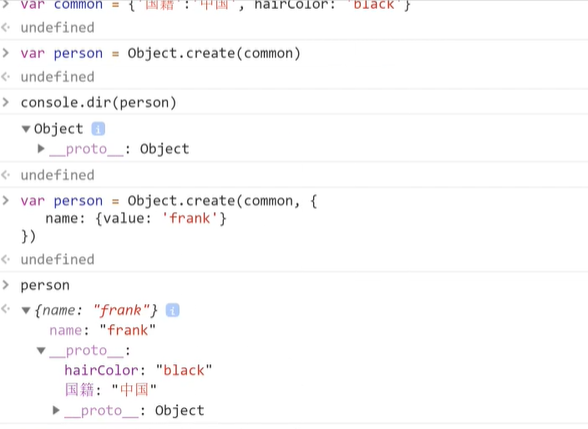 > var common = {'国籍':'中国', hairColor: 'black'}
<· undefined
> var person = Object.create(common)
<· undefined
> console.dir(person)
▼Object i
▶__proto__: Object
<· undefined
> var person = Object.create(common, {
name: {value: 'frank'}
})
<· undefined
> person
<· ▼{name: "frank"} i
name: "frank"
▼__proto__:
hairColor: "black"
国籍: "中国"
▶__proto__: Object